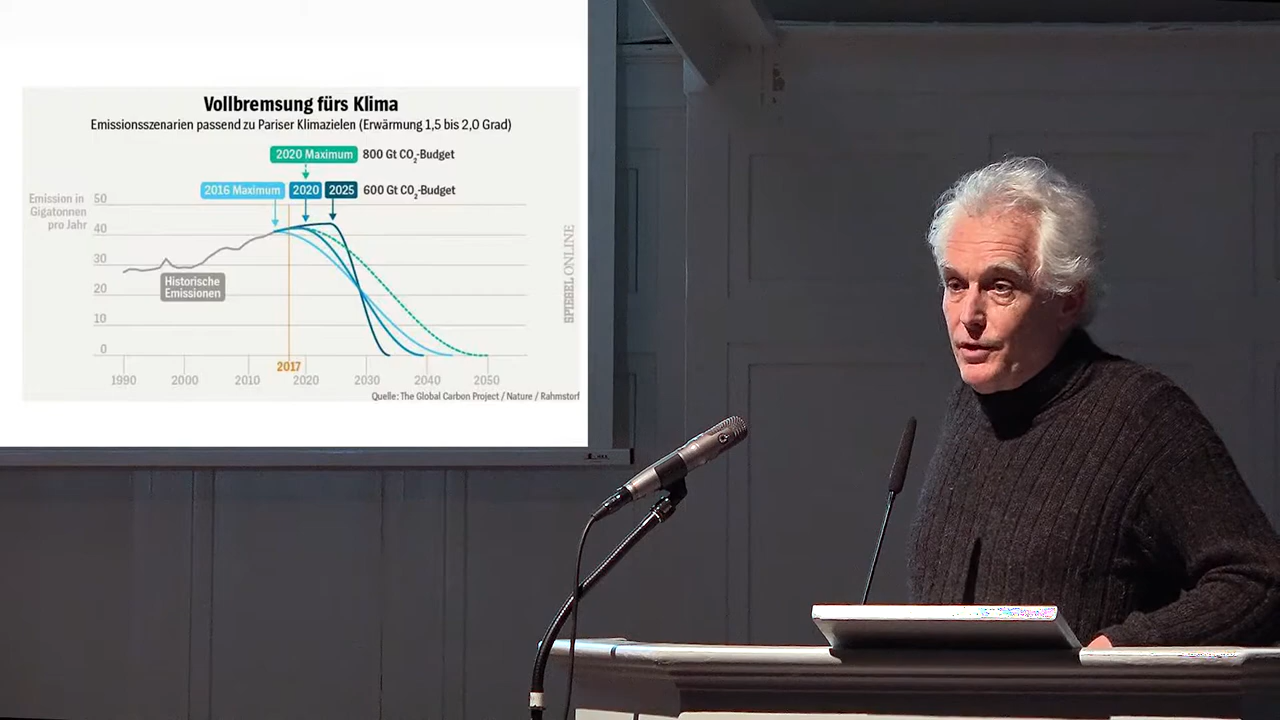 Vollbremsung fürs Klima
Emissionsszenarien passend zu Pariser Klimazielen (Erwärmung 1,5 bis 2,0 Grad)
2020 Maximum 800 Gt CO₂-Budget
2016 Maximum 2020 2025 600 Gt CO₂-Budget
Emission in
Gigatonnen
pro Jahr
50
40
30
20
10
0
Historische
Emissionen
SPIEGEL ONLINE
2017
1990 2000 2010 2020 2030 2040 2050
Quelle: The Global Carbon Project / Nature / Rahmstorf